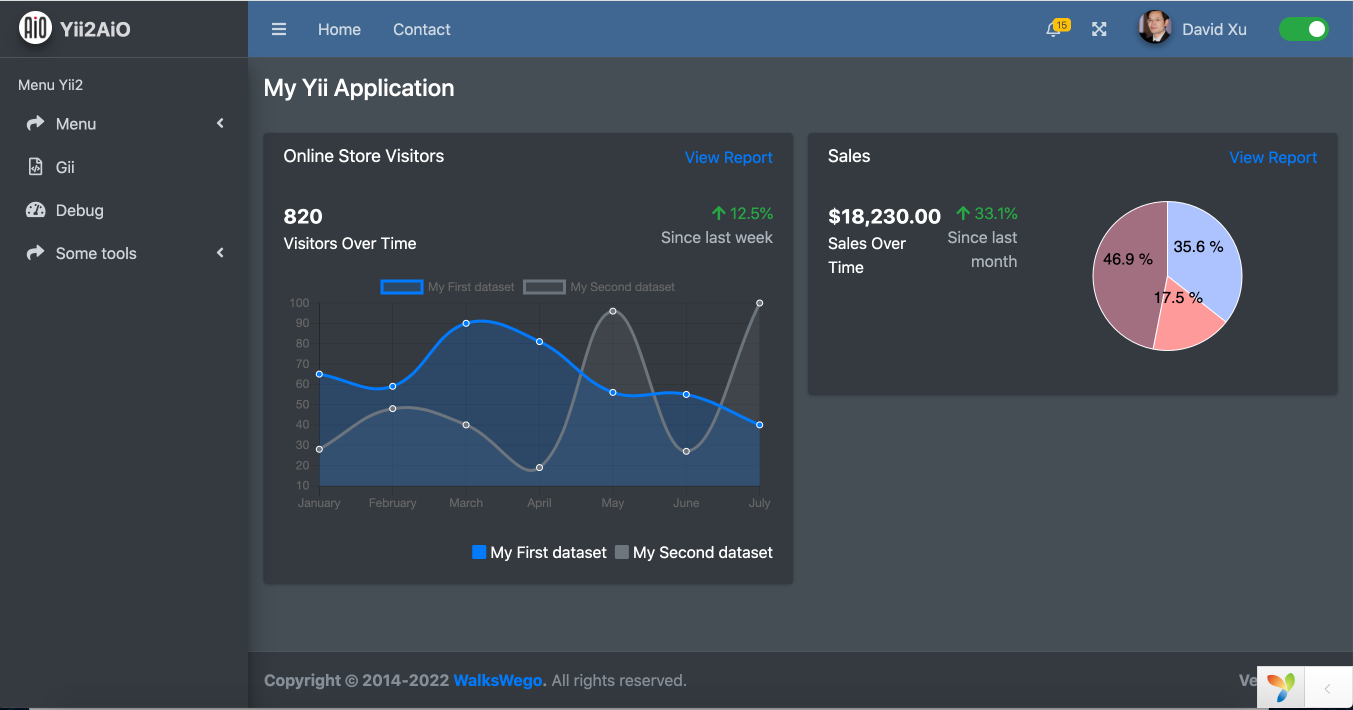 AiO Yii2AiO
Home Contact 15 David Xu
Menu Yii2
Menu
Gii
Debug
Some tools
My Yii Application
Online Store Visitors View Report
820 12.5%
Visitors Over Time Since last week
My First dataset My Second dataset
100
90
80
70
60
50
40
30
20
10
January February March April May June July
My First dataset My Second dataset
Sales View Report
$18,230.00 33.1%
Sales Over Time
Since last month
35.6 %
46.9 %
17.5 %
Copyright © 2014-2022 WalksWego. All rights reserved. Ve